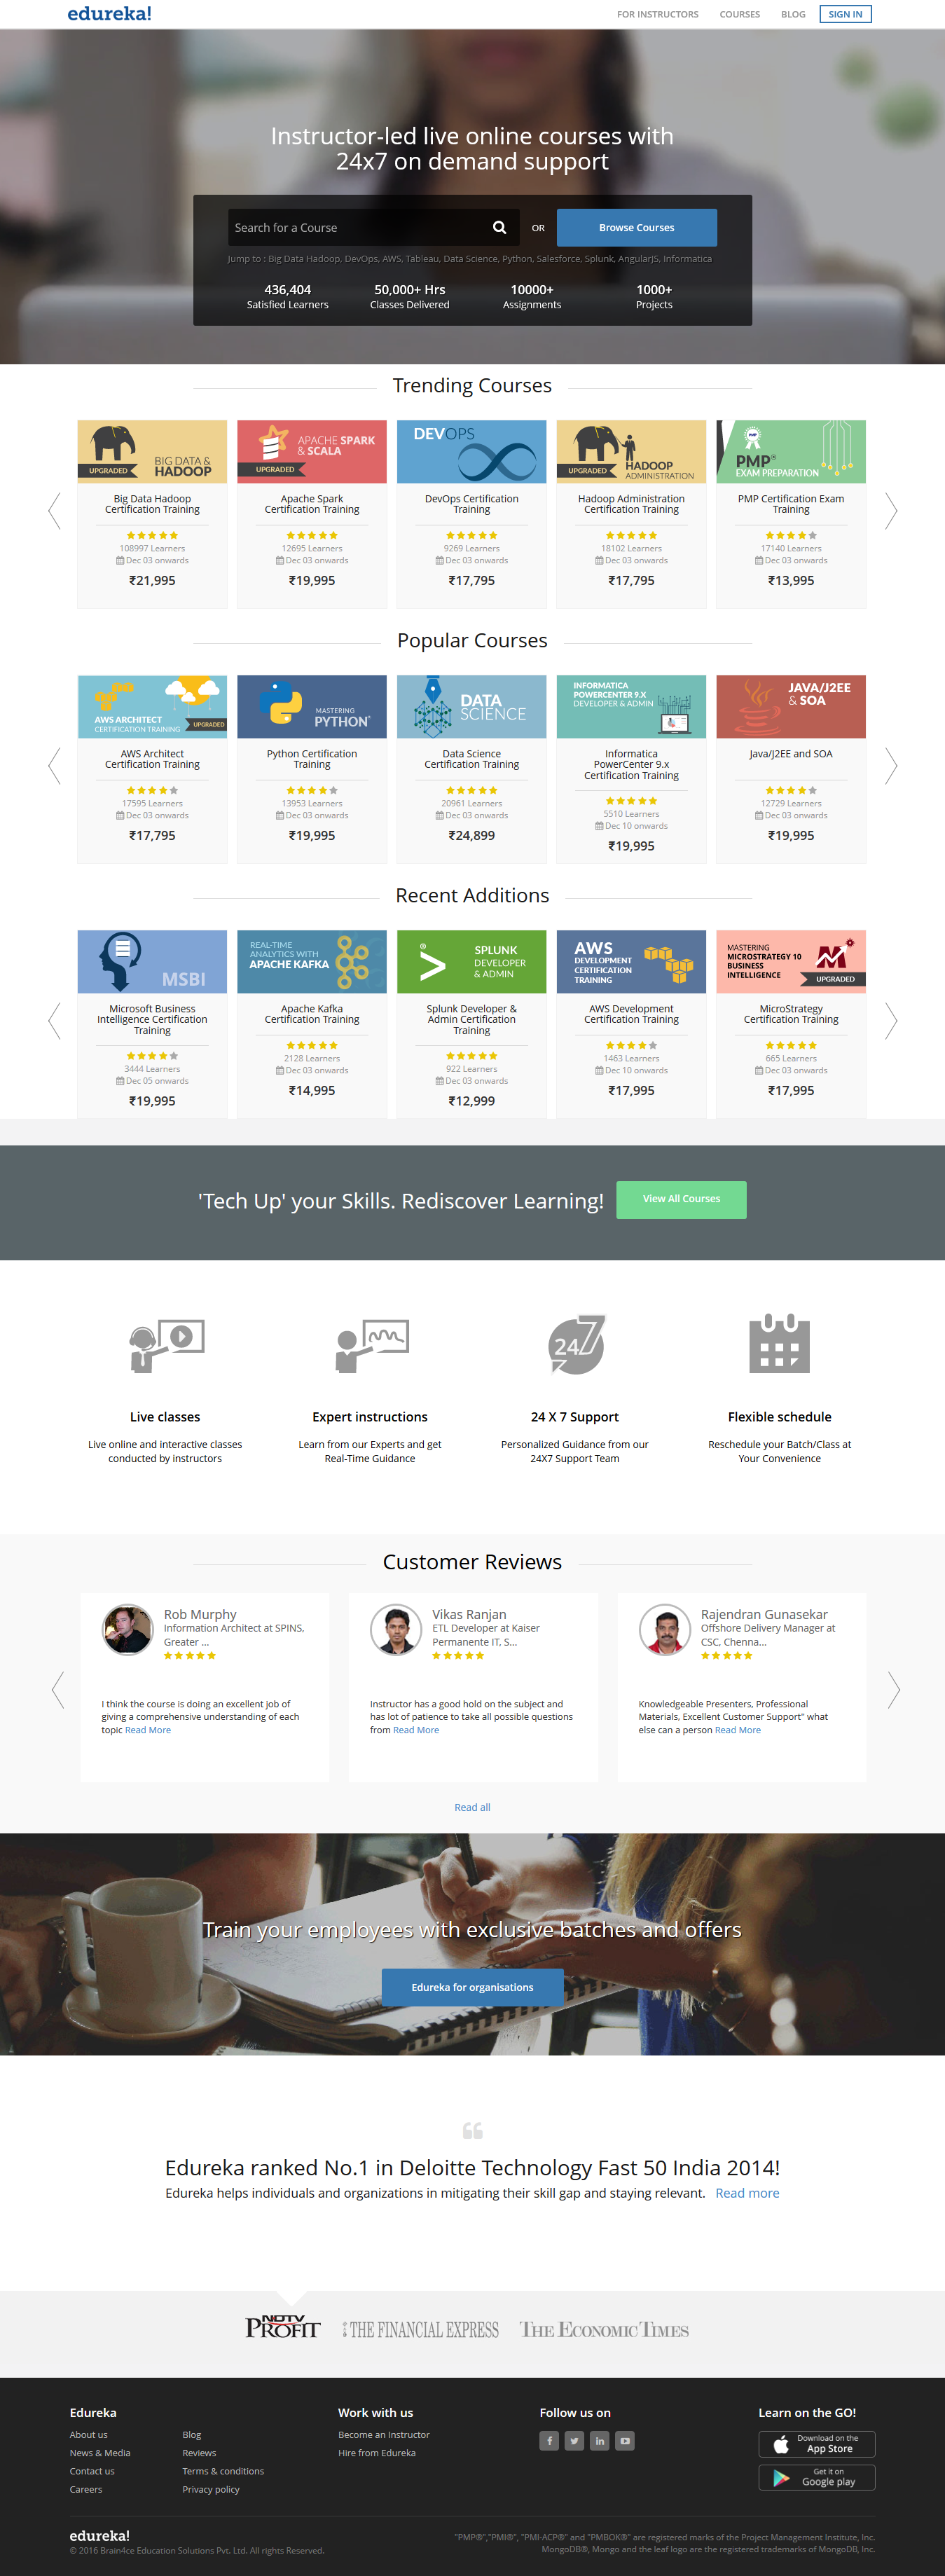 edureka!
FOR INSTRUCTORS COURSES BLOG SIGN IN
Instructor-led live online courses with
24x7 on demand support
Search for a Course OR Browse Courses
Jump to : Big Data Hadoop, DevOps, AWS, Tableau, Data Science, Python, Salesforce, Splunk, AngularJS, Informatica
436,404 50,000+ Hrs 10000+ 1000+
Satisfied Learners Classes Delivered Assignments Projects
Trending Courses
BIG DATA &
HADOOP
UPGRADED
Big Data Hadoop
Certification Training
108997 Learners
Dec 03 onwards
₹21,995
APACHE SPARK
& SCALA
UPGRADED
Apache Spark
Certification Training
12695 Learners
Dec 03 onwards
₹19,995
DEVOPS
DevOps Certification
Training
9269 Learners
Dec 03 onwards
₹17,795
HADOOP
ADMINISTRATION
UPGRADED
Hadoop Administration
Certification Training
18102 Learners
Dec 03 onwards
₹17,795
PMP®
EXAM PREPARATION
PMP Certification Exam
Training
17140 Learners
Dec 03 onwards
₹13,995
Popular Courses
AWS ARCHITECT
CERTIFICATION TRAINING
UPGRADED
AWS Architect
Certification Training
17595 Learners
Dec 03 onwards
₹17,795
MASTERING
PYTHON®
Python Certification
Training
13953 Learners
Dec 03 onwards
₹19,995
DATA
SCIENCE
Data Science
Certification Training
20961 Learners
Dec 03 onwards
₹24,899
INFORMATICA
POWERCENTER 9.X
DEVELOPER & ADMIN
Informatica
PowerCenter 9.x
Certification Training
5510 Learners
Dec 10 onwards
₹19,995
JAVA/J2EE
& SOA
Java/J2EE and SOA
12729 Learners
Dec 03 onwards
₹19,995
Recent Additions
MSBI
Microsoft Business
Intelligence Certification
Training
3444 Learners
Dec 05 onwards
₹19,995
REAL-TIME
ANALYTICS WITH
APACHE KAFKA
Apache Kafka
Certification Training
2128 Learners
Dec 03 onwards
₹14,995
®
>
SPLUNK
DEVELOPER
& ADMIN
Splunk Developer &
Admin Certification
Training
922 Learners
Dec 03 onwards
₹12,999
AWS
DEVELOPMENT
CERTIFICATION
TRAINING
AWS Development
Certification Training
1463 Learners
Dec 10 onwards
₹17,995
MASTERING
MICROSTRATEGY 10
BUSINESS
INTELLIGENCE
UPGRADED
MicroStrategy
Certification Training
665 Learners
Dec 03 onwards
₹17,995
'Tech Up' your Skills. Rediscover Learning! View All Courses
24 7
Live classes
Live online and interactive classes
conducted by instructors
Expert instructions
Learn from our Experts and get
Real-Time Guidance
24 X 7 Support
Personalized Guidance from our
24X7 Support Team
Flexible schedule
Reschedule your Batch/Class at
Your Convenience
Customer Reviews
Rob Murphy
Information Architect at SPINS,
Greater ...
I think the course is doing an excellent job of
giving a comprehensive understanding of each
topic Read More
Vikas Ranjan
ETL Developer at Kaiser
Permanente IT, S...
Instructor has a good hold on the subject and
has lot of patience to take all possible questions
from Read More
Rajendran Gunasekar
Offshore Delivery Manager at
CSC, Chenna...
Knowledgeable Presenters, Professional
Materials, Excellent Customer Support" what
else can a person Read More
Read all
Train your employees with exclusive batches and offers
Edureka for organisations
Edureka ranked No.1 in Deloitte Technology Fast 50 India 2014!
Edureka helps individuals and organizations in mitigating their skill gap and staying relevant. Read more
NDTV
PROFIT
THE FINANCIAL EXPRESS
THE ECONOMIC TIMES
Edureka
About us Blog
News & Media Reviews
Contact us Terms & conditions
Careers Privacy policy
Work with us
Become an Instructor
Hire from Edureka
Follow us on
Learn on the GO!
Download on the
App Store
Get it on
Google play
edureka!
© 2016 Brain4ce Education Solutions Pvt. Ltd. All rights Reserved.
"PMP®","PMI®", "PMI-ACP®" and "PMBOK®" are registered marks of the Project Management Institute, Inc.
MongoDB®, Mongo and the leaf logo are the registered trademarks of MongoDB, Inc.